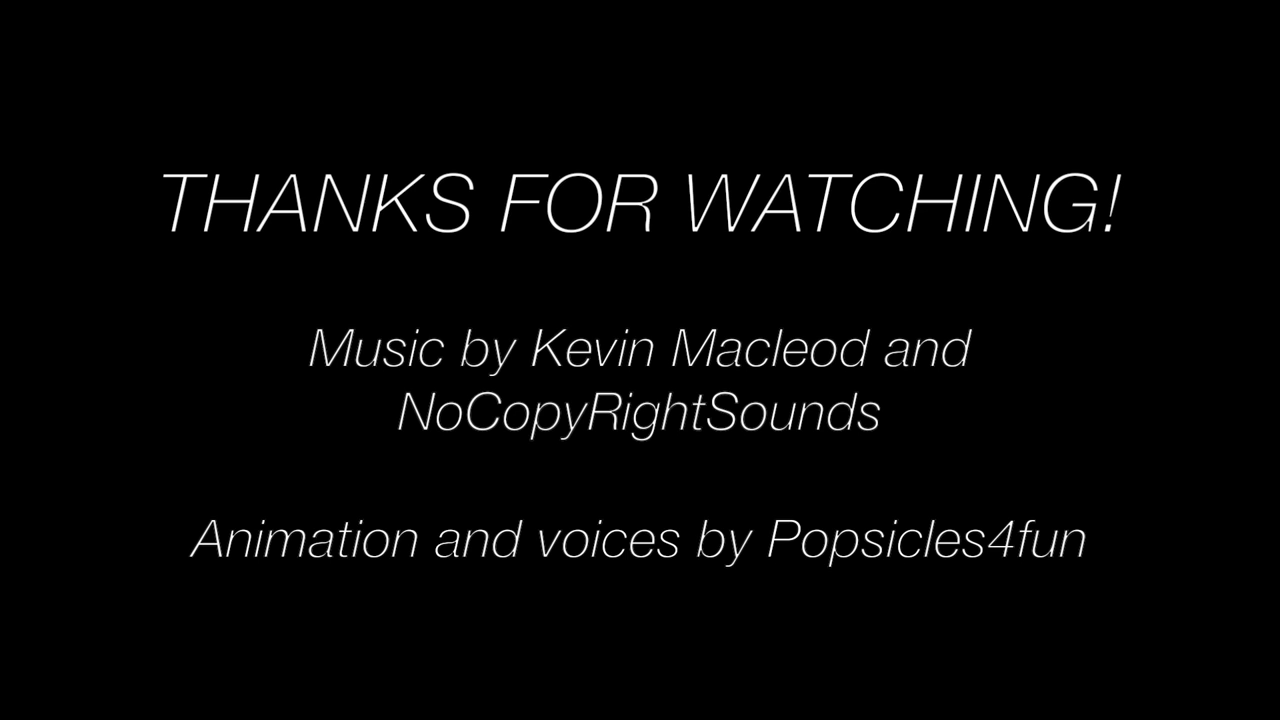 THANKS FOR WATCHING!
Music by Kevin Macleod and
NoCopyRightSounds
Animation and voices by Popsicles4fun